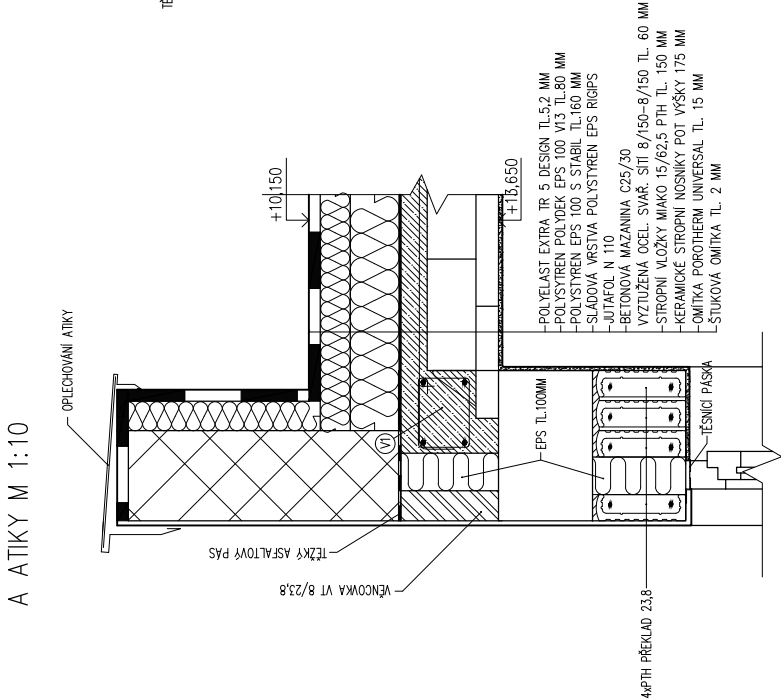 TĚ
A ATIKY M 1:10
OPLECHOVÁNÍ ATIKY
+10,150
+13,650
TĚŽKÝ ASFALTOVÝ PÁS
VĚNCOVKA VT 8/23,8
V1
EPS TL.100MM
4xPTH PŘEKLAD 23,8
TĚSNÍCÍ PÁSKA
POLYELAST EXTRA TR 5 DESIGN TL.5,2 MM
POLYSYTREN POLYDEK EPS 100 V13 TL.80 MM
POLYSTYREN EPS 100 S STABIL TL.160 MM
SLÁDOVÁ VRSTVA POLYSTYREN EPS RIGIPS
JUTAFOL N 110
BETONOVÁ MAZANINA C25/30
VYZTUŽENÁ OCEL. SVAŘ. SÍTÍ 8/150-8/150 TL. 60 MM
STROPNÍ VLOŽKY MIAKO 15/62,5 PTH TL. 150 MM
KERAMICKÉ STROPNÍ NOSNÍKY POT VÝŠKY 175 MM
OMÍTKA POROTHERM UNIVERSAL TL. 15 MM
ŠTUKOVÁ OMÍTKA TL. 2 MM